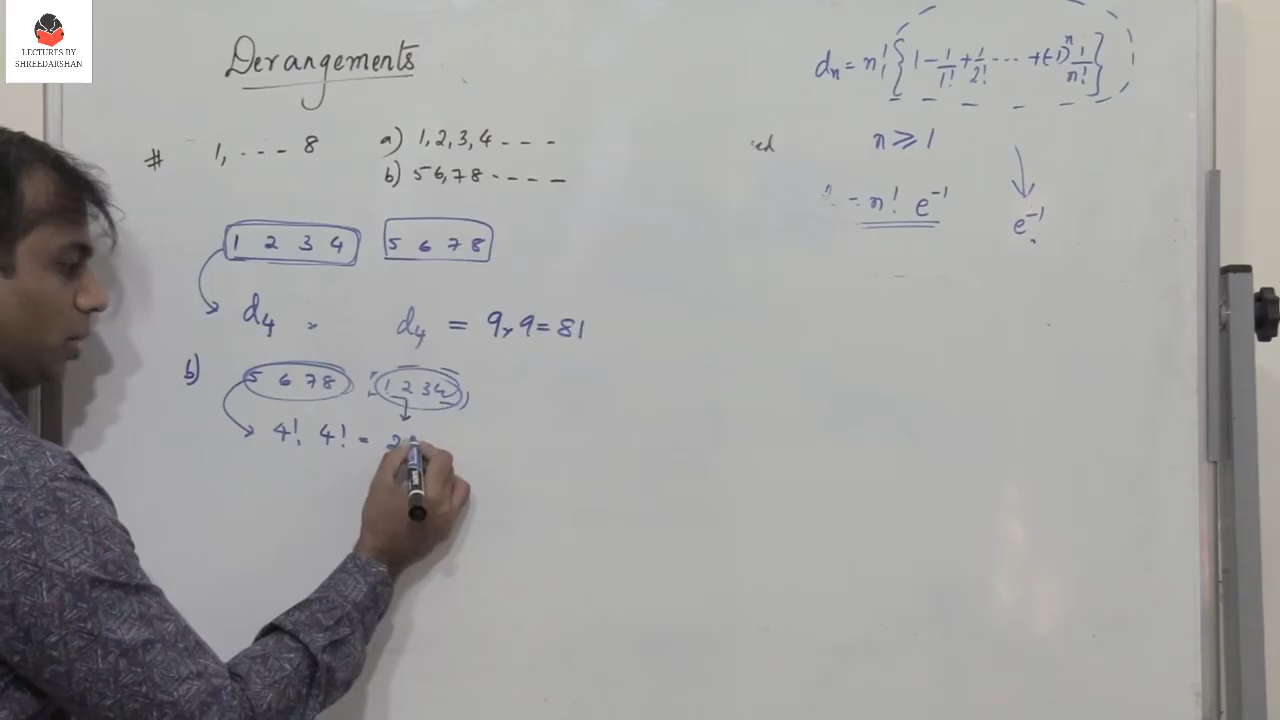 LECTURES BY
SHREEDARSHAN
Derangements
# 1, - - - 8
a) 1, 2, 3, 4 - - -
b) 5 6, 7 8 - - - -
1 2 3 4 5 6 7 8
d₄ × d₄ = 9 × 9 = 81
b) 5 6 7 8 1 2 3 4
4! · 4! = 2
dₙ = n! { 1 - 1/1! + 1/2! ··· + (-1)ⁿ 1/n! }
n ≥ 1
= n! e⁻¹
e⁻¹